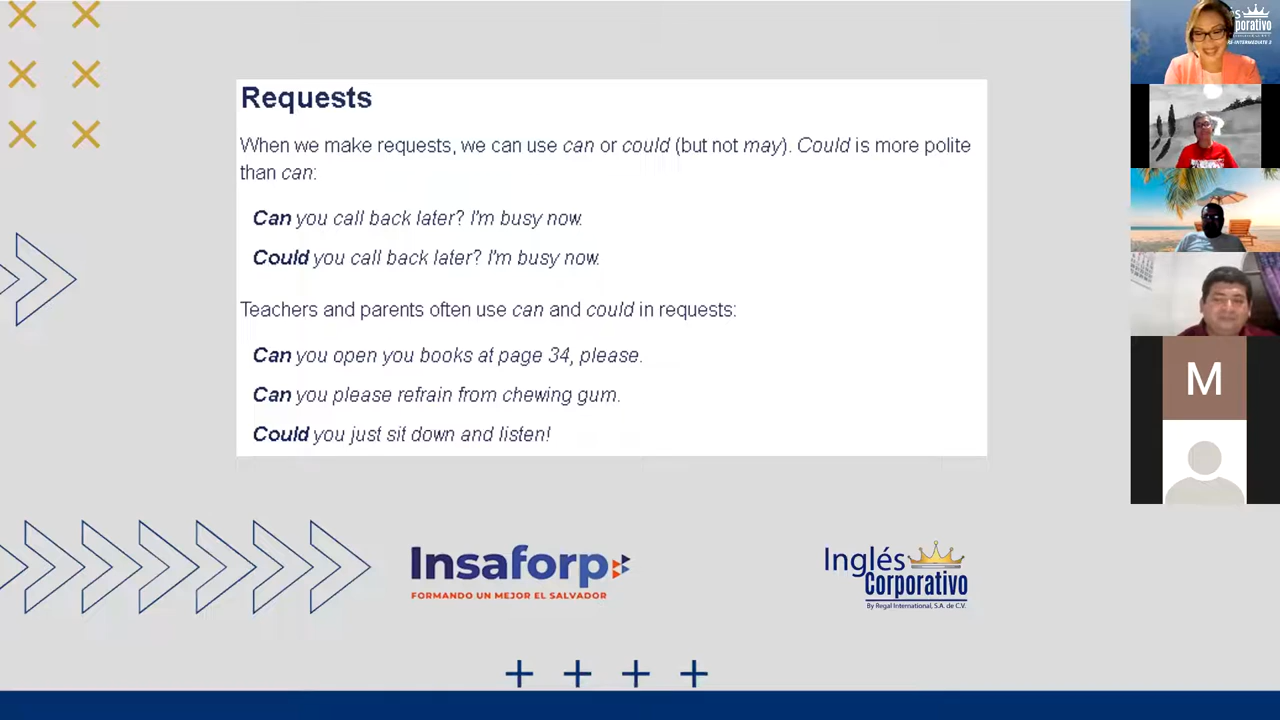 Requests
When we make requests, we can use can or could (but not may). Could is more polite
than can:
Can you call back later? I'm busy now.
Could you call back later? I'm busy now.
Teachers and parents often use can and could in requests:
Can you open you books at page 34, please.
Can you please refrain from chewing gum.
Could you just sit down and listen!
Insaforp
FORMANDO UN MEJOR EL SALVADOR
Inglés
Corporativo
By Regal International, S.A. de C.V.
M